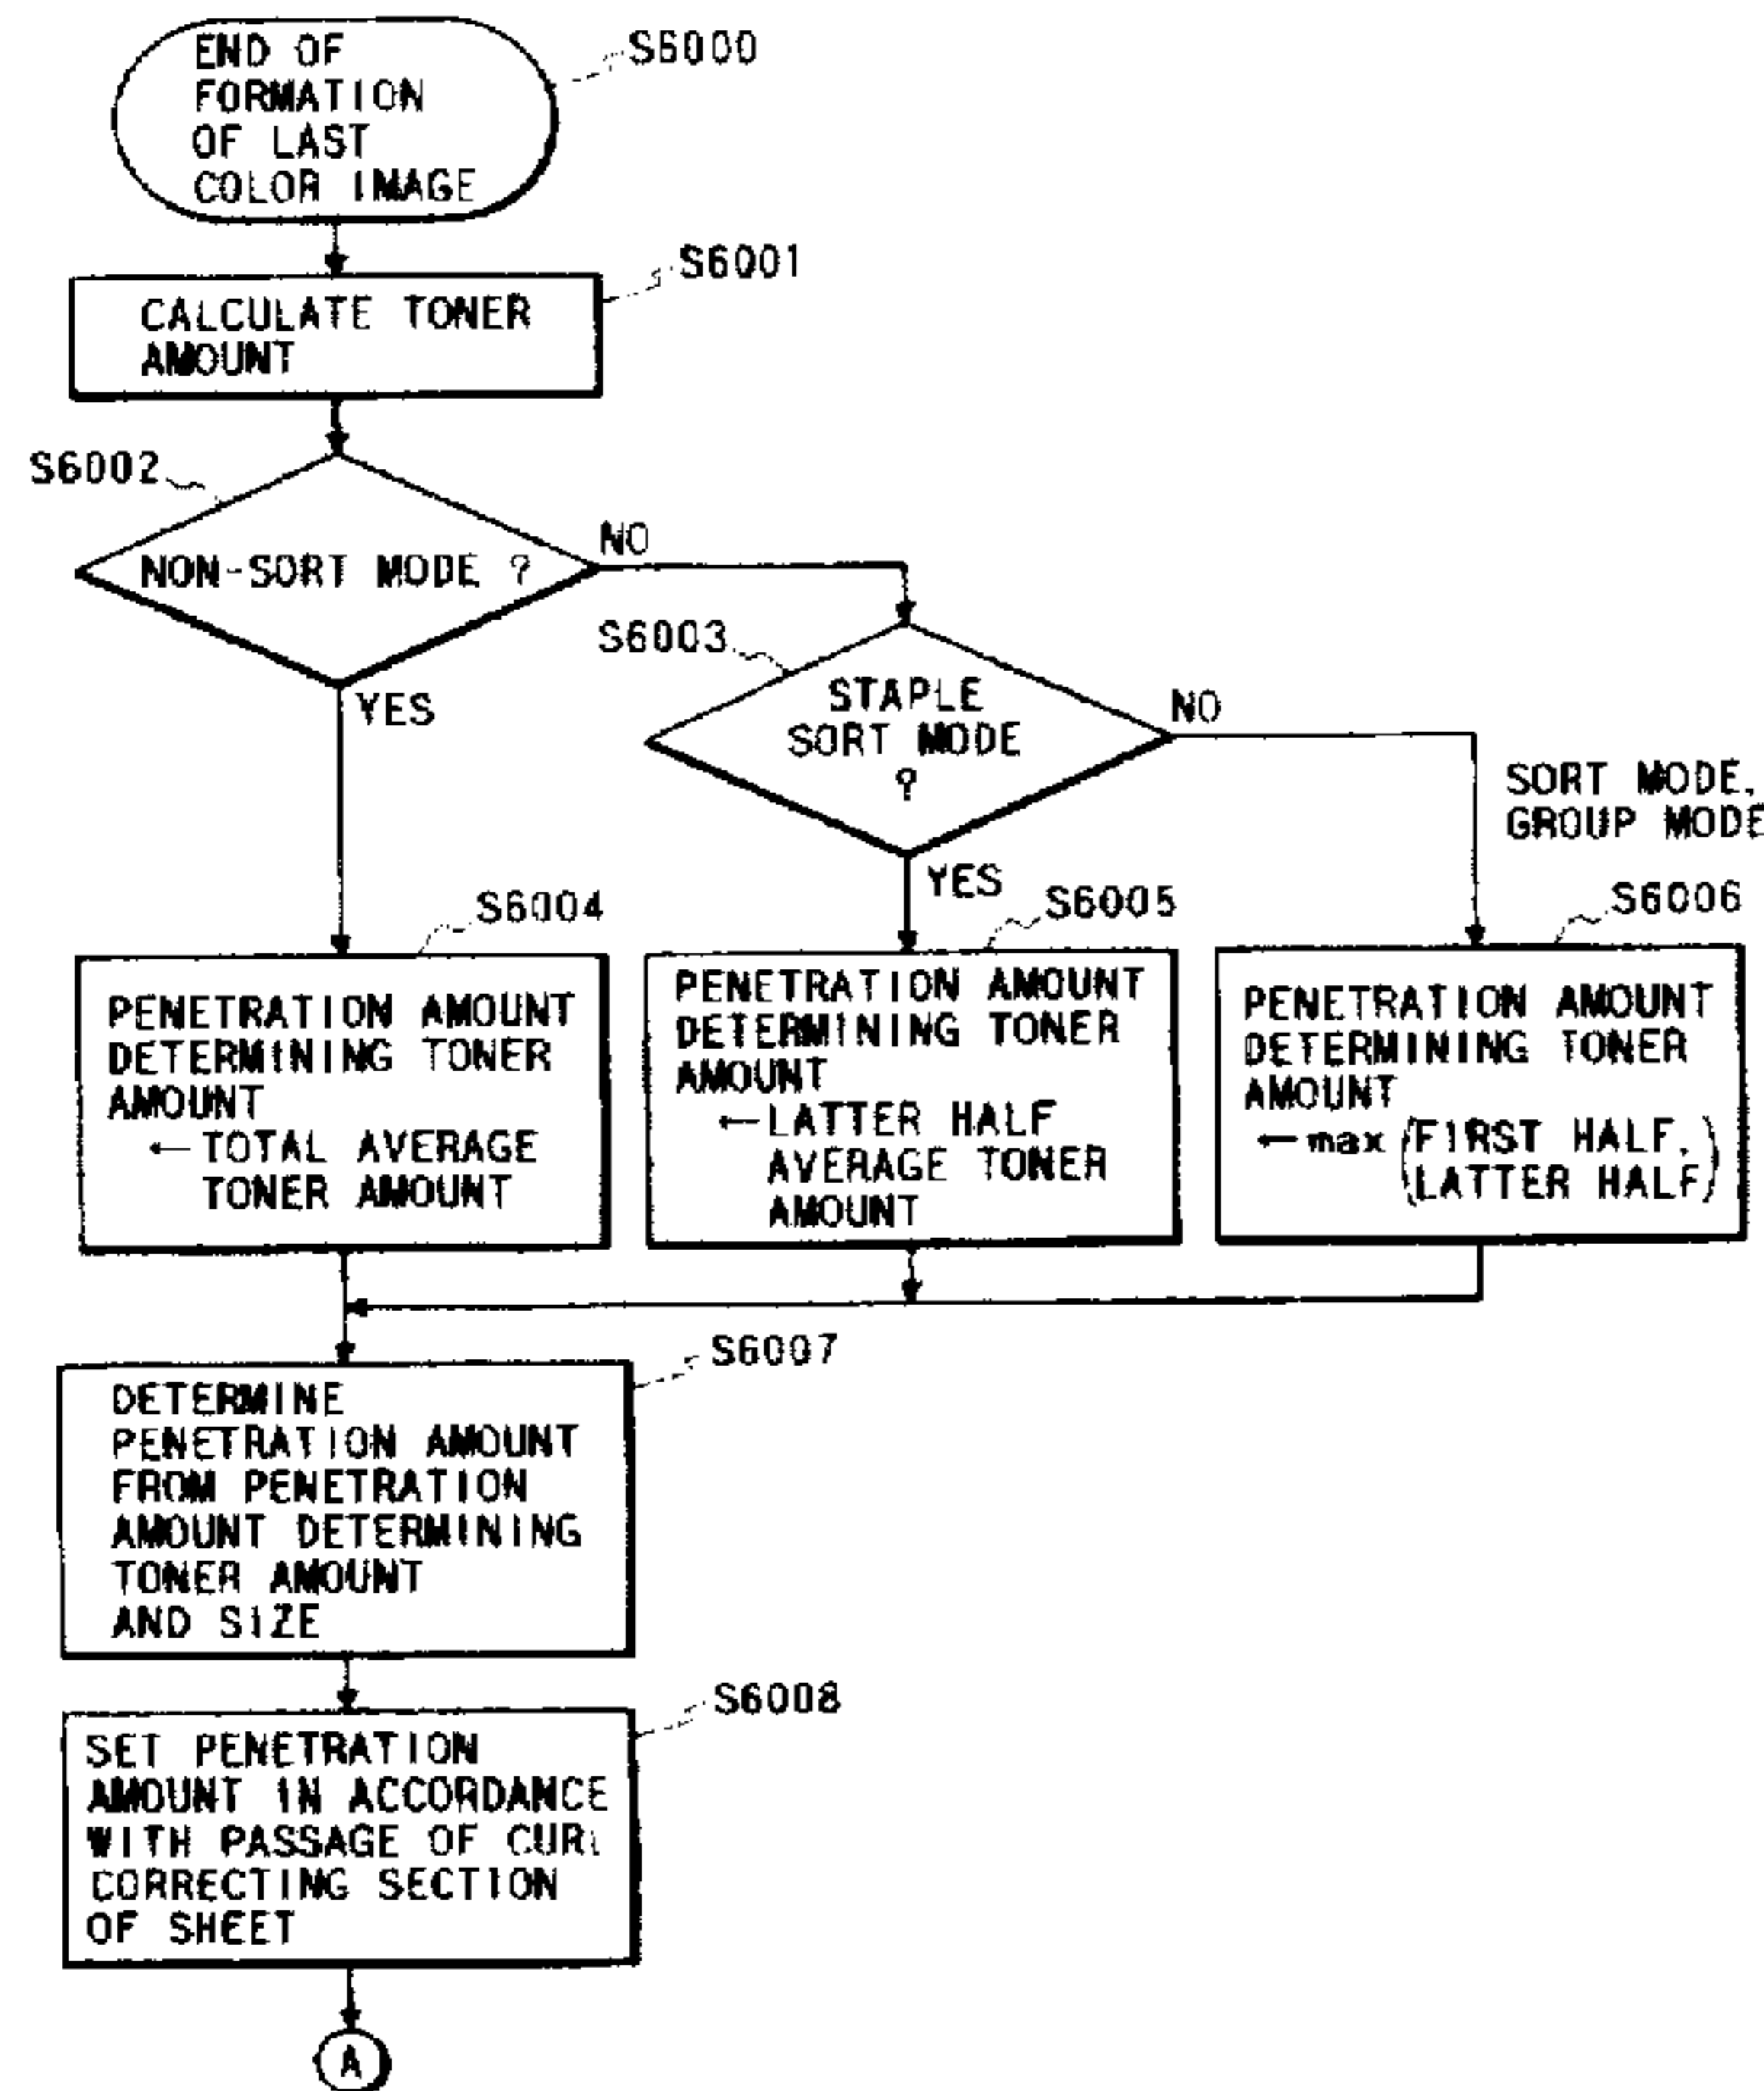 END OF
FORMATION
OF LAST
COLOR IMAGE
S6000
CALCULATE TONER
AMOUNT
S6001
S6002
NON-SORT MODE ?
NO
YES
S6003
STAPLE
SORT MODE
?
NO
YES
SORT MODE,
GROUP MODE
S6004
PENETRATION AMOUNT
DETERMINING TONER
AMOUNT
← TOTAL AVERAGE
TONER AMOUNT
S6005
PENETRATION AMOUNT
DETERMINING TONER
AMOUNT
← LATTER HALF
AVERAGE TONER
AMOUNT
S6006
PENETRATION AMOUNT
DETERMINING TONER
AMOUNT
← max (FIRST HALF,
LATTER HALF)
S6007
DETERMINE
PENETRATION AMOUNT
FROM PENETRATION
AMOUNT DETERMINING
TONER AMOUNT
AND SIZE
S6008
SET PENETRATION
AMOUNT IN ACCORDANCE
WITH PASSAGE OF CURL
CORRECTING SECTION
OF SHEET
A